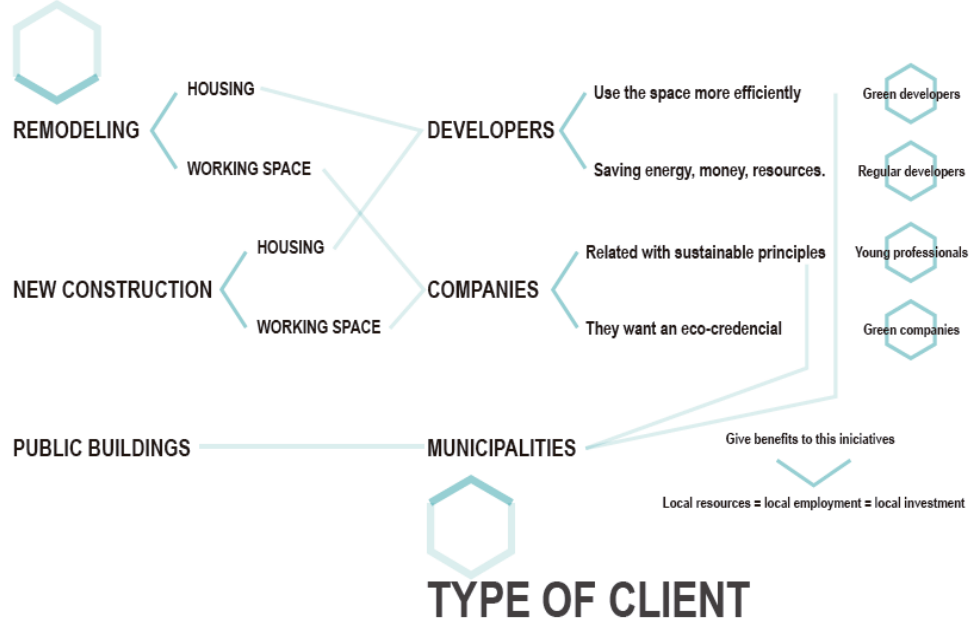 HOUSING
REMODELING
WORKING SPACE
HOUSING
NEW CONSTRUCTION
WORKING SPACE
PUBLIC BUILDINGS
DEVELOPERS
Use the space more efficiently
Saving energy, money, resources.
COMPANIES
Related with sustainable principles
They want an eco-credencial
MUNICIPALITIES
Green developers
Regular developers
Young professionals
Green companies
Give benefits to this iniciatives
Local resources = local employment = local investment
TYPE OF CLIENT